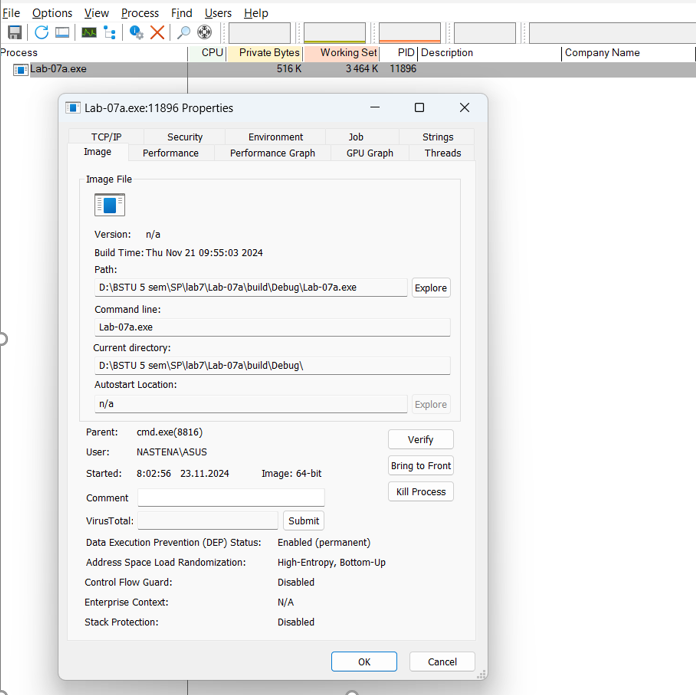 File Options View Process Find Users Help
Process CPU Private Bytes Working Set PID Description Company Name
Lab-07a.exe 516 K 3 464 K 11896
Lab-07a.exe:11896 Properties
TCP/IP Security Environment Job Strings
Image Performance Performance Graph GPU Graph Threads
Image File
Version: n/a
Build Time: Thu Nov 21 09:55:03 2024
Path:
D:\BSTU 5 sem\SP\lab7\Lab-07a\build\Debug\Lab-07a.exe Explore
Command line:
Lab-07a.exe
Current directory:
D:\BSTU 5 sem\SP\lab7\Lab-07a\build\Debug\
Autostart Location:
n/a Explore
Parent: cmd.exe(8816)
Verify
User: NASTENA\ASUS
Bring to Front
Started: 8:02:56 23.11.2024 Image: 64-bit
Kill Process
Comment
VirusTotal: Submit
Data Execution Prevention (DEP) Status: Enabled (permanent)
Address Space Load Randomization: High-Entropy, Bottom-Up
Control Flow Guard: Disabled
Enterprise Context: N/A
Stack Protection: Disabled
OK Cancel